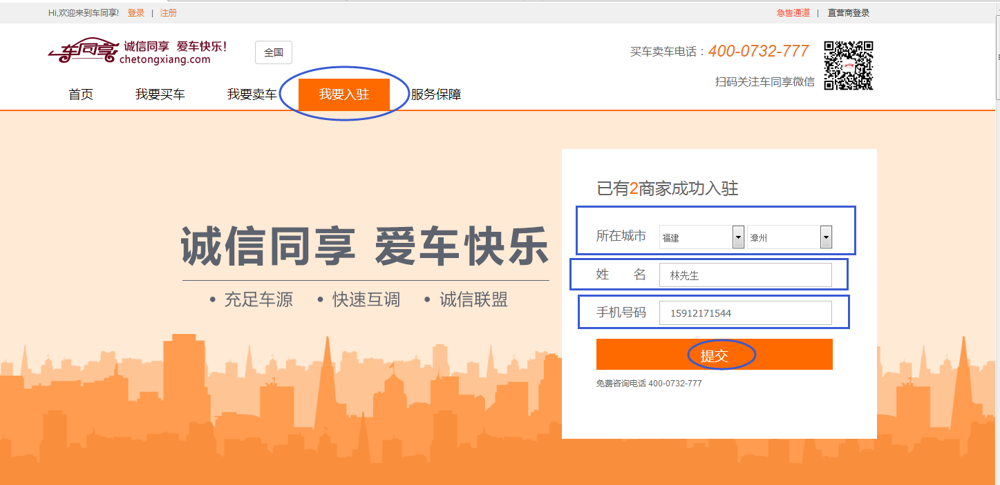 Hi,欢迎来到车同享! 登录 | 注册 急售通道 | 直营商登录
车同享 诚信同享 爱车快乐!
chetongxiang.com
全国
买车卖车电话：400-0732-777
扫码关注车同享微信
首页 我要买车 我要卖车 我要入驻 服务保障
已有2商家成功入驻
所在城市 福建 漳州
姓 名 林先生
手机号码 15912171544
提交
免费咨询电话 400-0732-777
诚信同享 爱车快乐
• 充足车源 • 快速互调 • 诚信联盟